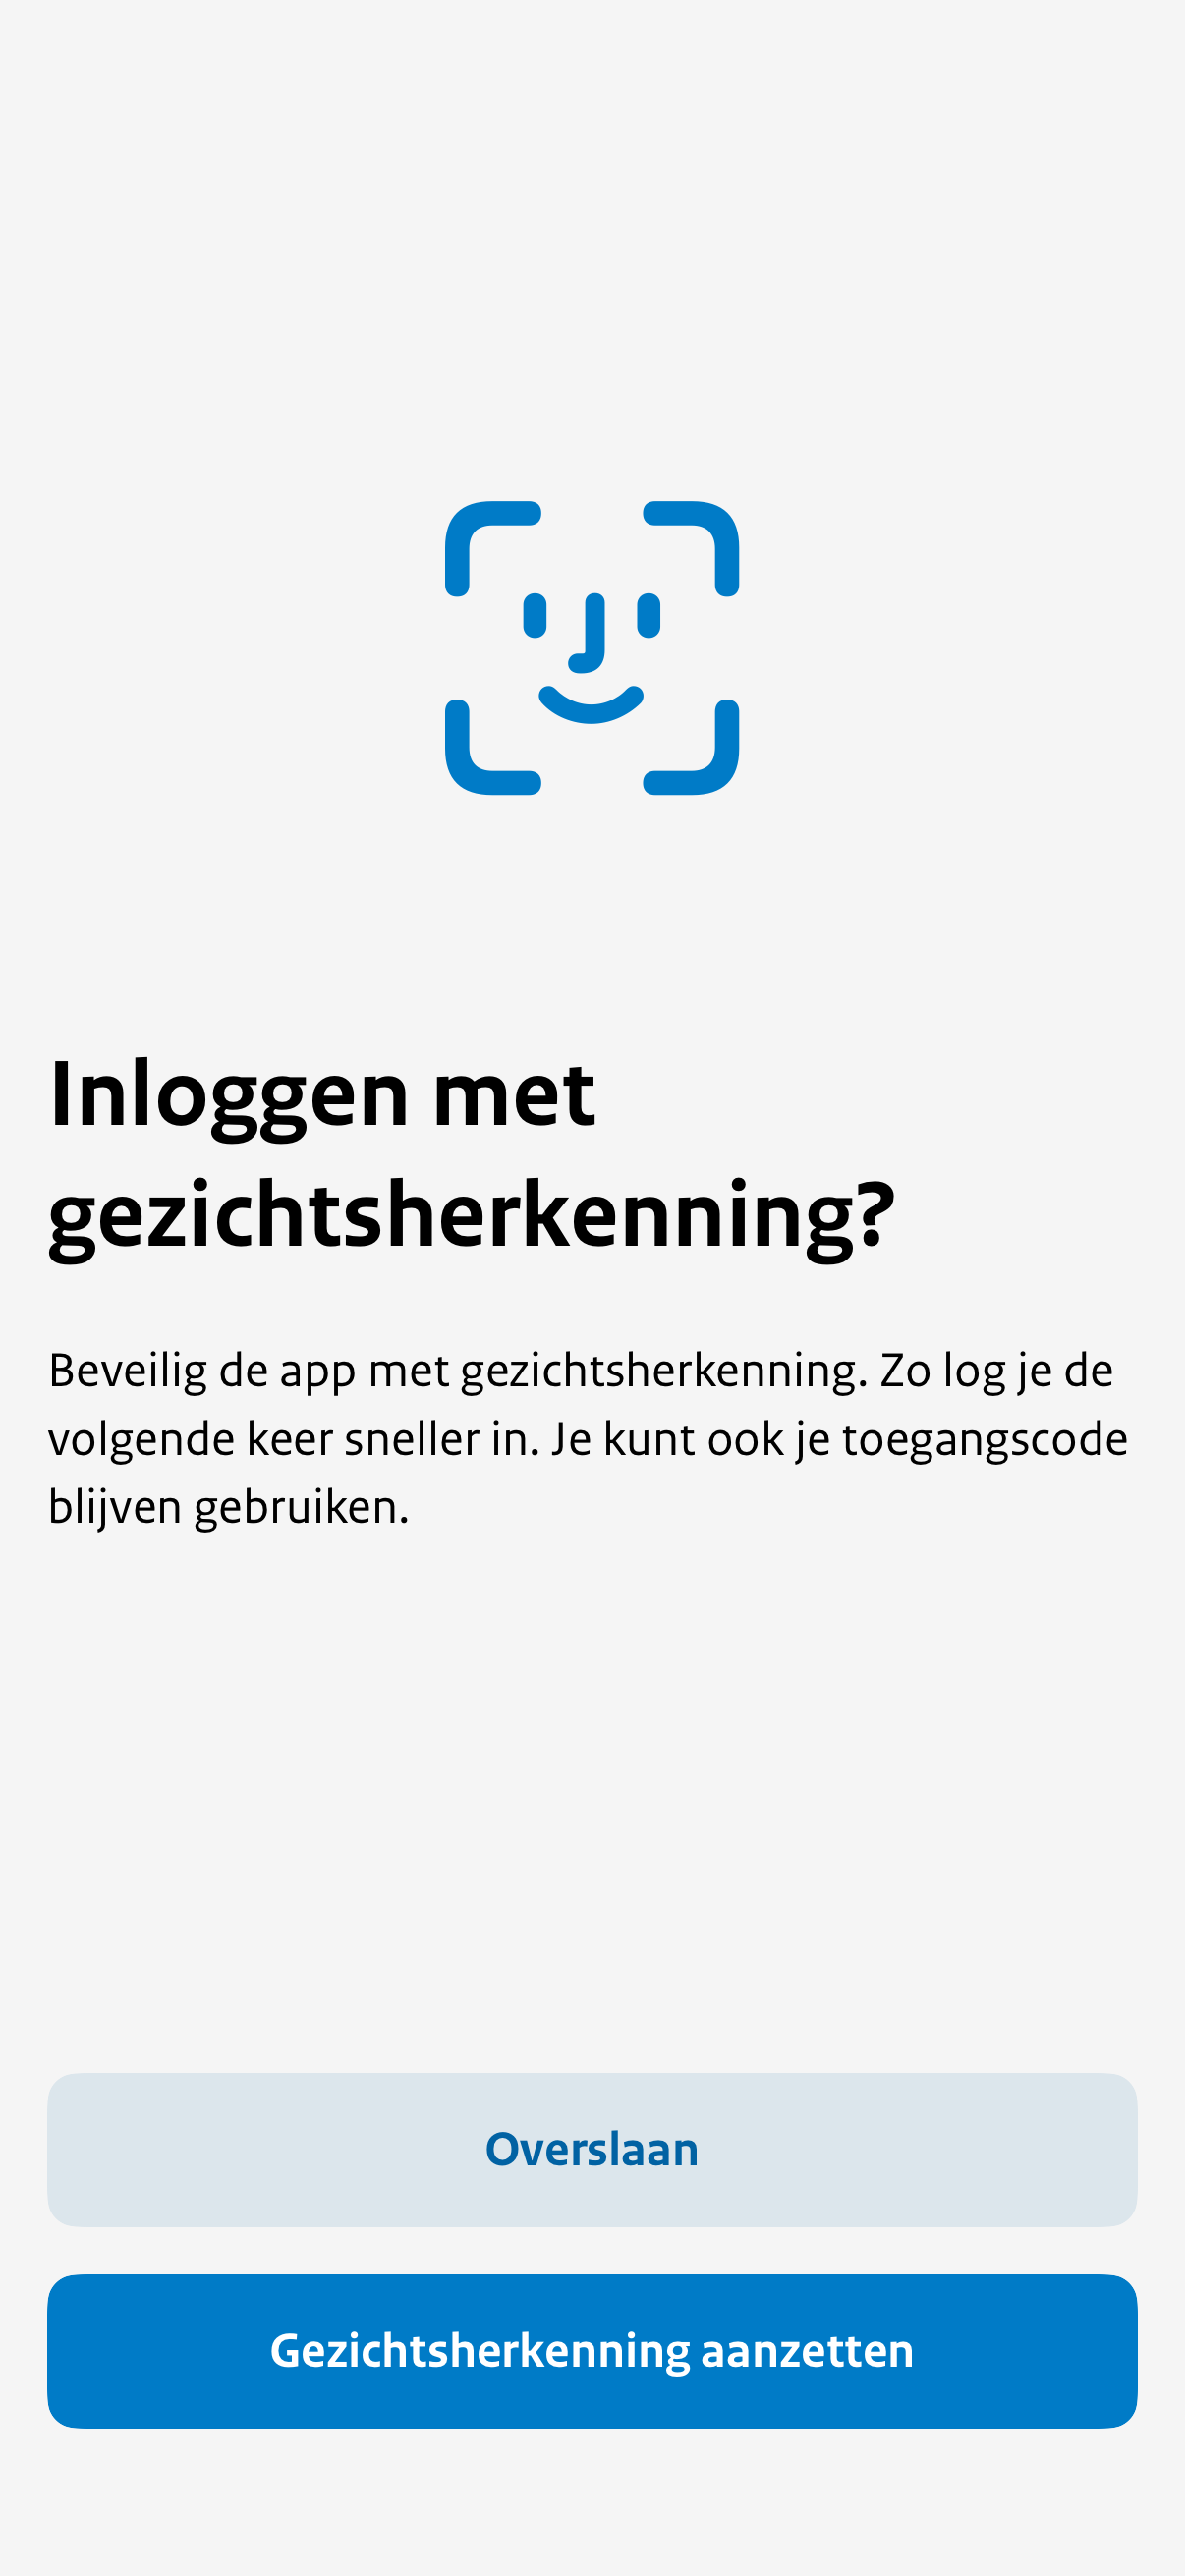 Inloggen met
gezichtsherkenning?
Beveilig de app met gezichtsherkenning. Zo log je de
volgende keer sneller in. Je kunt ook je toegangscode
blijven gebruiken.
Overslaan
Gezichtsherkenning aanzetten